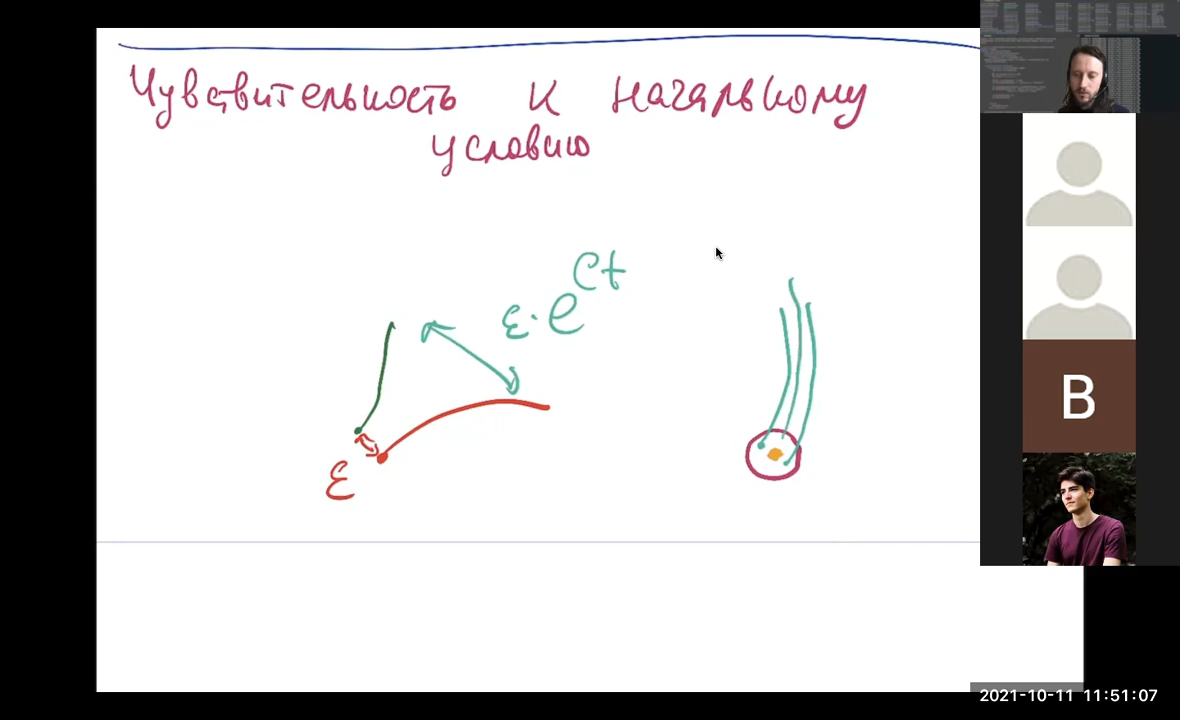 Чувствительность к начальному
условию
ε · e^{Ct}
ε
B
2021-10-11 11:51:07